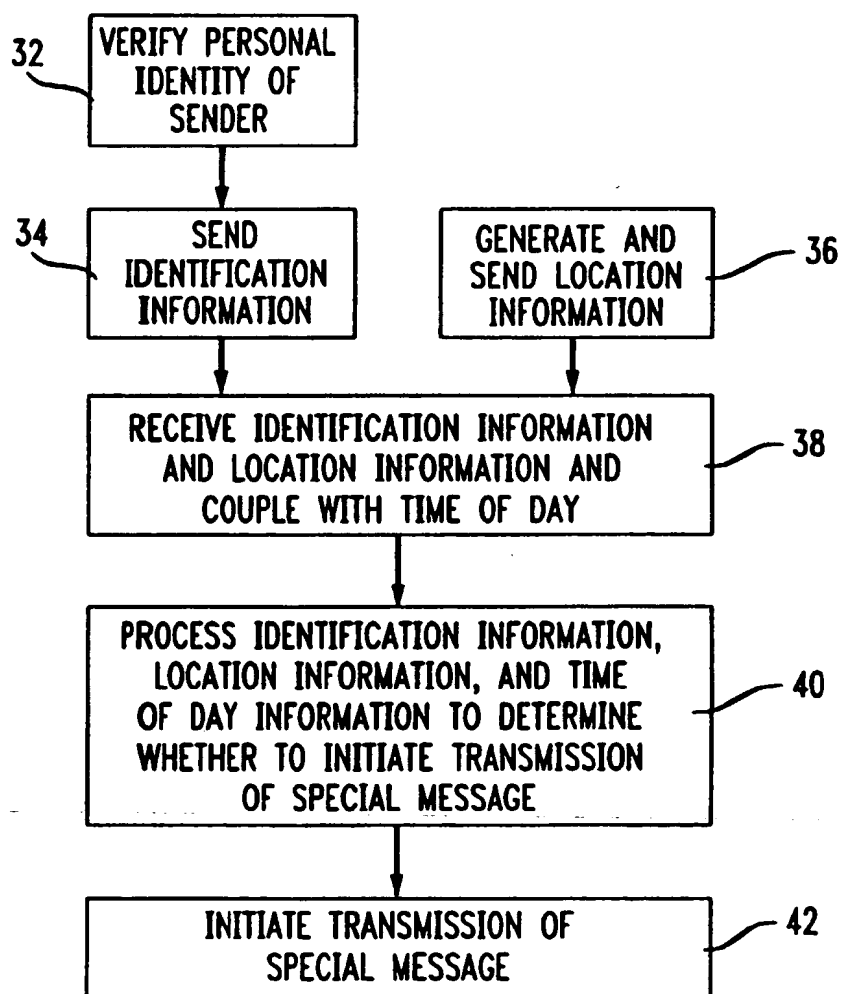 32
VERIFY PERSONAL
IDENTITY OF
SENDER
34
SEND
IDENTIFICATION
INFORMATION
GENERATE AND
SEND LOCATION
INFORMATION
36
RECEIVE IDENTIFICATION INFORMATION
AND LOCATION INFORMATION AND
COUPLE WITH TIME OF DAY
38
PROCESS IDENTIFICATION INFORMATION,
LOCATION INFORMATION, AND TIME
OF DAY INFORMATION TO DETERMINE
WHETHER TO INITIATE TRANSMISSION
OF SPECIAL MESSAGE
40
INITIATE TRANSMISSION OF
SPECIAL MESSAGE
42